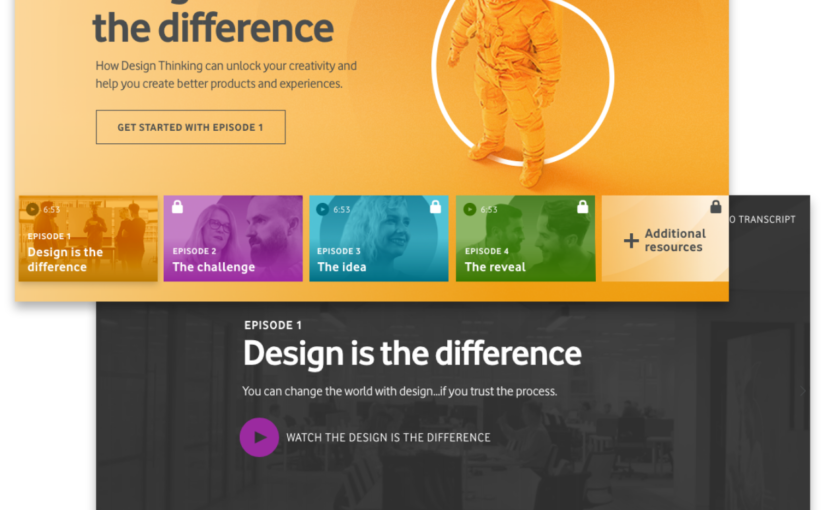 the difference
How Design Thinking can unlock your creativity and
help you create better products and experiences.
GET STARTED WITH EPISODE 1
6:53
EPISODE 1
Design is the
difference
EPISODE 2
The challenge
6:53
EPISODE 3
The idea
6:53
EPISODE 4
The reveal
+ Additional
resources
O TRANSCRIPT
EPISODE 1
Design is the difference
You can change the world with design...if you trust the process.
WATCH THE DESIGN IS THE DIFFERENCE